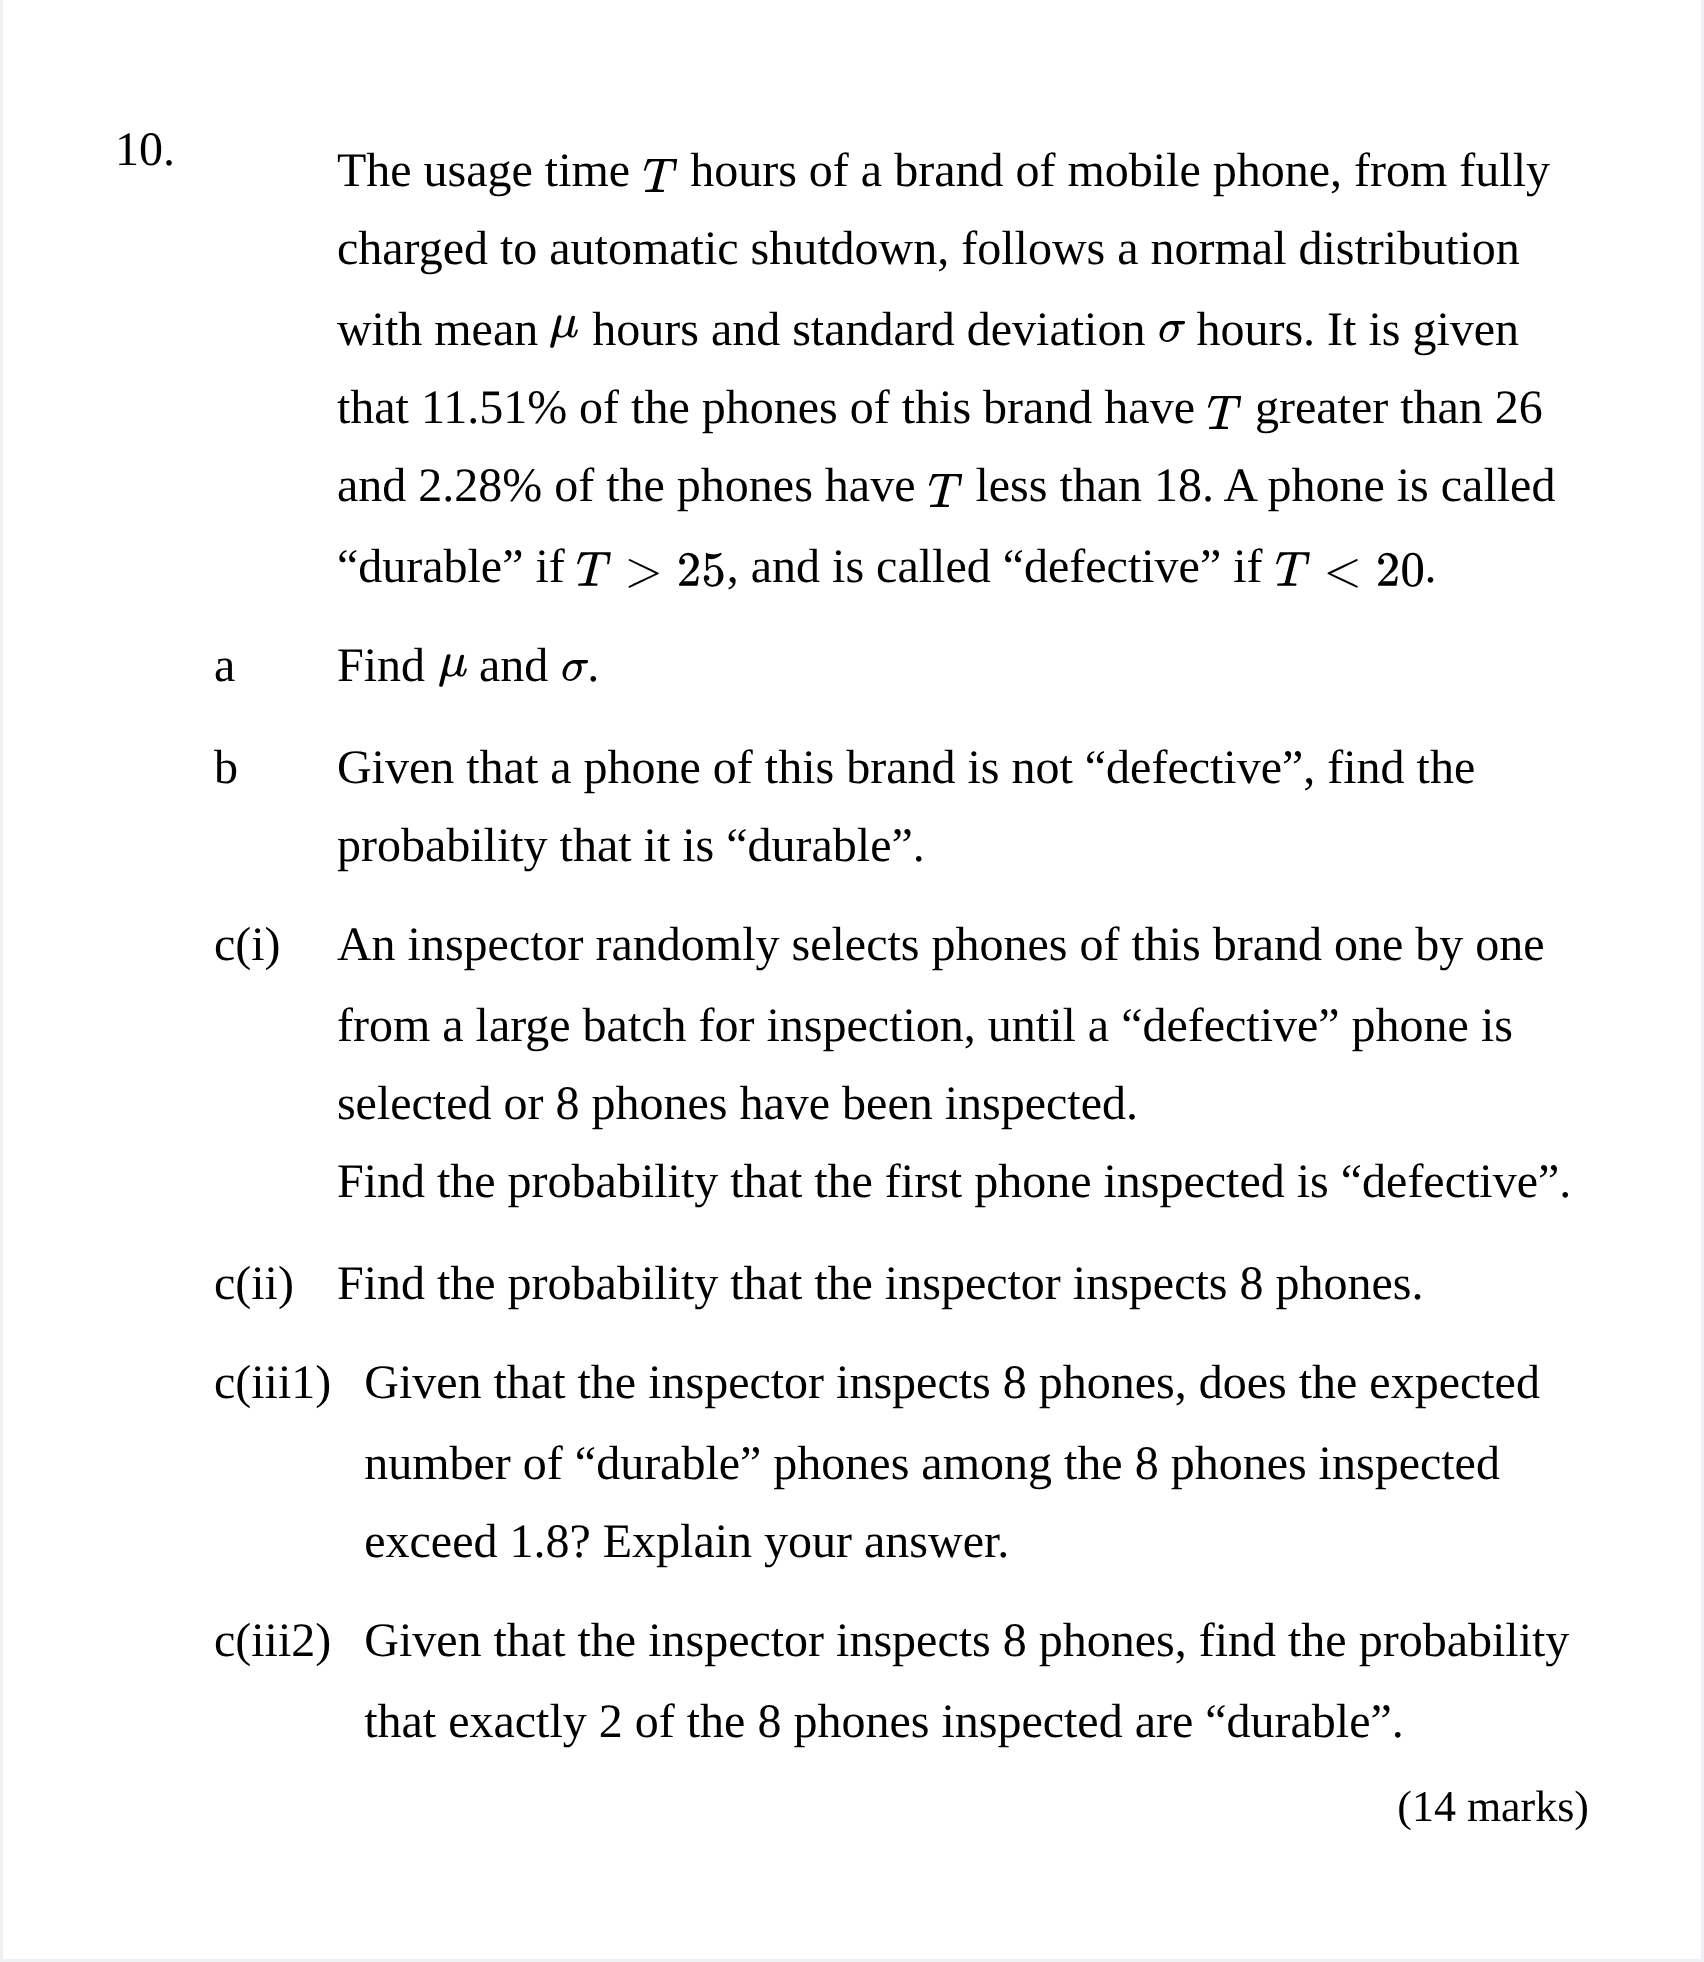 10.
The usage time T hours of a brand of mobile phone, from fully
charged to automatic shutdown, follows a normal distribution
with mean μ hours and standard deviation σ hours. It is given
that 11.51% of the phones of this brand have T greater than 26
and 2.28% of the phones have T less than 18. A phone is called
“durable” if T > 25, and is called “defective” if T < 20.
a Find μ and σ.
b Given that a phone of this brand is not “defective”, find the
probability that it is “durable”.
c(i) An inspector randomly selects phones of this brand one by one
from a large batch for inspection, until a “defective” phone is
selected or 8 phones have been inspected.
Find the probability that the first phone inspected is “defective”.
c(ii) Find the probability that the inspector inspects 8 phones.
c(iii1) Given that the inspector inspects 8 phones, does the expected
number of “durable” phones among the 8 phones inspected
exceed 1.8? Explain your answer.
c(iii2) Given that the inspector inspects 8 phones, find the probability
that exactly 2 of the 8 phones inspected are “durable”.
(14 marks)